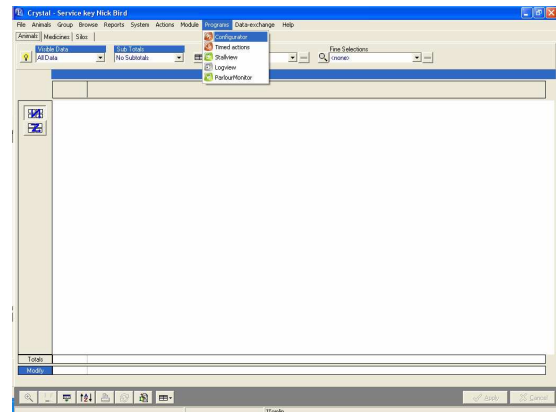 Crystal - Service key Nick Bird
File Animals Group Browse Reports System Actions Module Programs Data-exchange Help
Animals Medicines Silos
Configurator
Timed actions
Stallview
Logview
ParlourMonitor
Visible Data
All Data
Sub Totals
No Subtotals
Fine Selections
<none>
Totals
Modify
Apply
Cancel